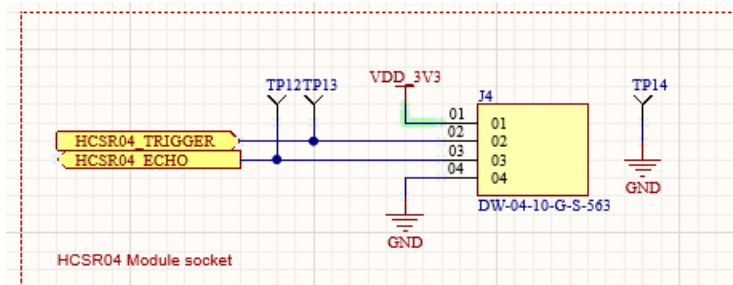 TP12 TP13
VDD_3V3
TP14
J4
01
02
03
04
01
02
03
04
HCSR04_TRIGGER
HCSR04_ECHO
DW-04-10-G-S-563
GND
GND
HCSR04 Module socket